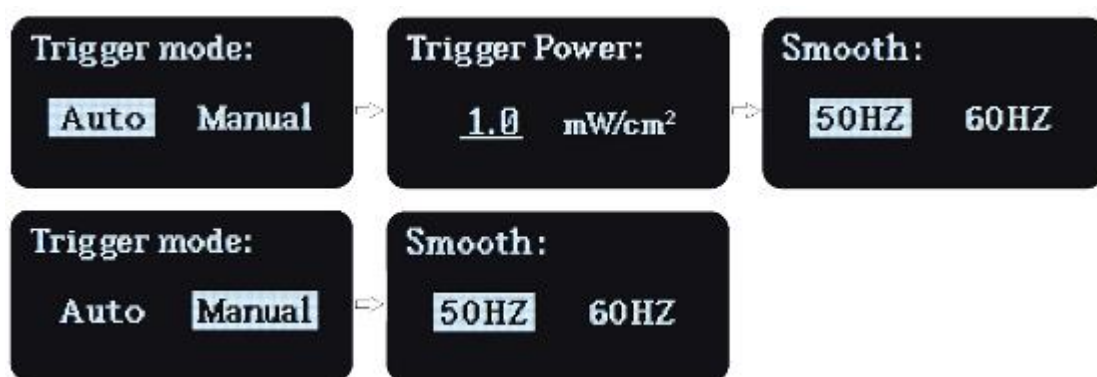 Trigger mode:
Auto Manual
Trigger Power:
1.0 mW/cm²
Smooth:
50HZ 60HZ
Trigger mode:
Auto Manual
Smooth:
50HZ 60HZ